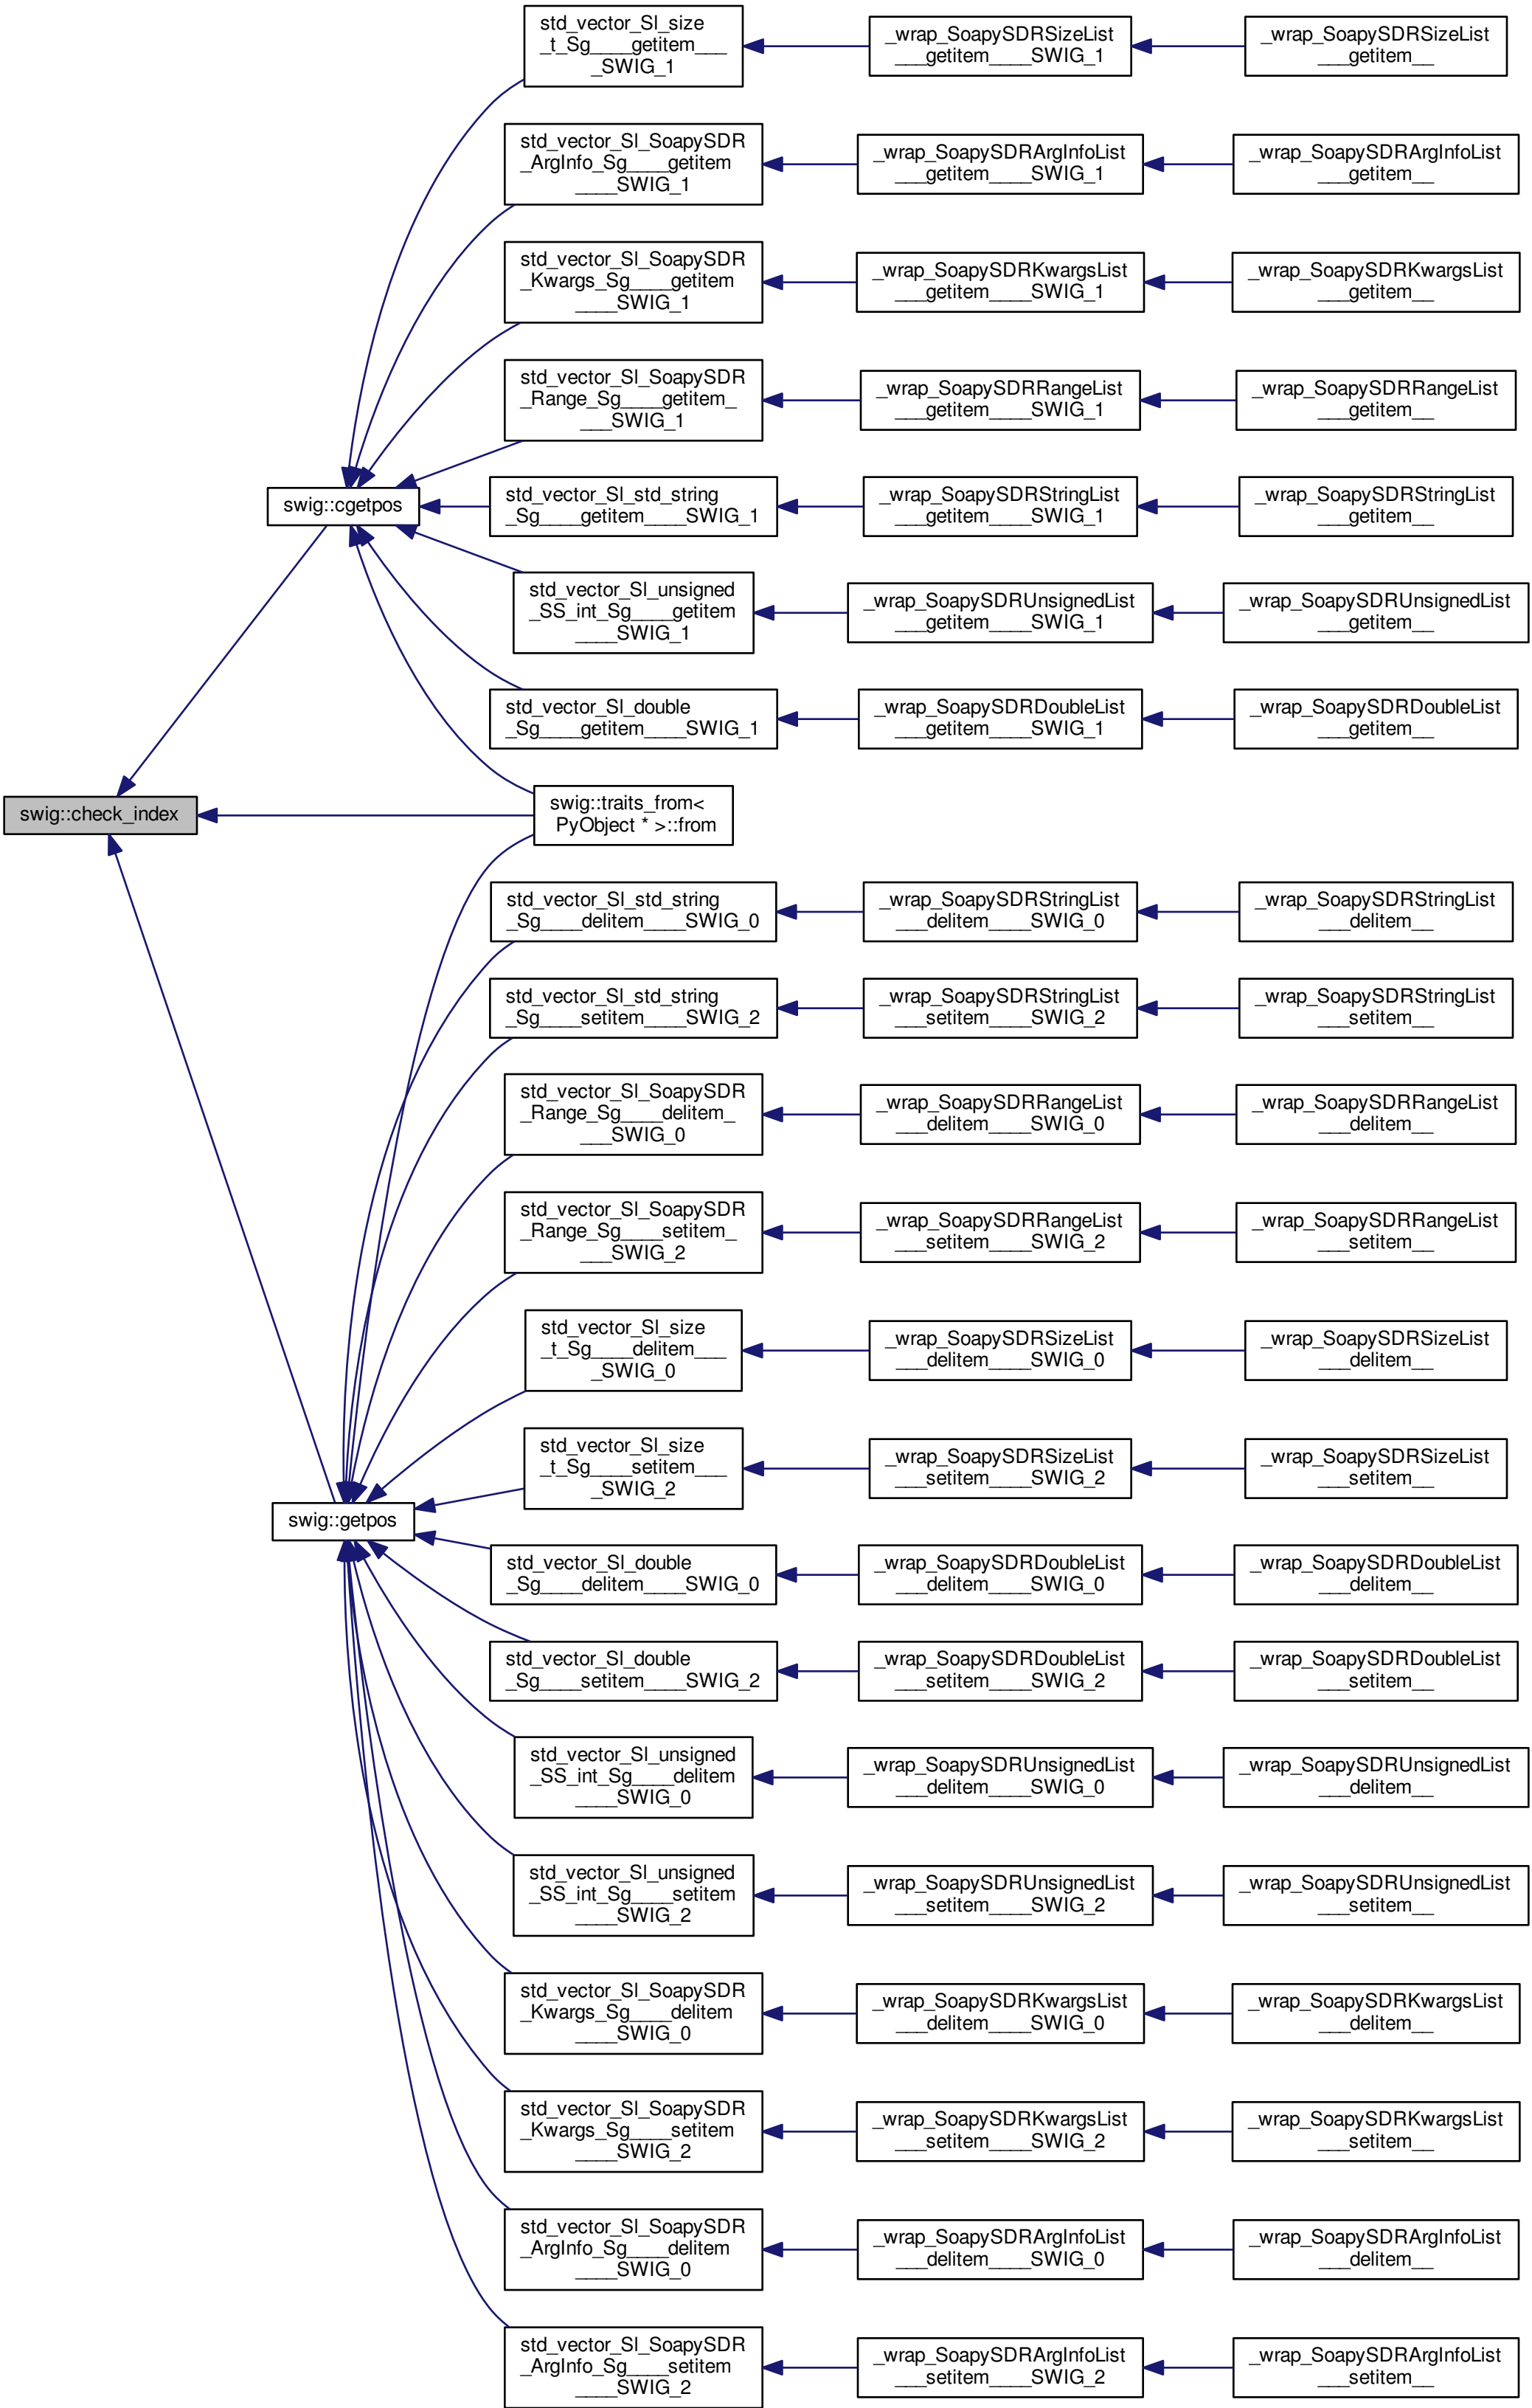 std_vector_Sl_size
_t_Sg____getitem___
_SWIG_1
_wrap_SoapySDRSizeList
___getitem____SWIG_1
_wrap_SoapySDRSizeList
___getitem__
std_vector_Sl_SoapySDR
_ArgInfo_Sg____getitem
____SWIG_1
_wrap_SoapySDRArgInfoList
___getitem____SWIG_1
_wrap_SoapySDRArgInfoList
___getitem__
std_vector_Sl_SoapySDR
_Kwargs_Sg____getitem
____SWIG_1
_wrap_SoapySDRKwargsList
___getitem____SWIG_1
_wrap_SoapySDRKwargsList
___getitem__
std_vector_Sl_SoapySDR
_Range_Sg____getitem_
___SWIG_1
_wrap_SoapySDRRangeList
___getitem____SWIG_1
_wrap_SoapySDRRangeList
___getitem__
swig::cgetpos
std_vector_Sl_std_string
_Sg____getitem____SWIG_1
_wrap_SoapySDRStringList
___getitem____SWIG_1
_wrap_SoapySDRStringList
___getitem__
std_vector_Sl_unsigned
_SS_int_Sg____getitem
____SWIG_1
_wrap_SoapySDRUnsignedList
___getitem____SWIG_1
_wrap_SoapySDRUnsignedList
___getitem__
std_vector_Sl_double
_Sg____getitem____SWIG_1
_wrap_SoapySDRDoubleList
___getitem____SWIG_1
_wrap_SoapySDRDoubleList
___getitem__
swig::check_index
swig::traits_from<
PyObject * >::from
std_vector_Sl_std_string
_Sg____delitem____SWIG_0
_wrap_SoapySDRStringList
___delitem____SWIG_0
_wrap_SoapySDRStringList
___delitem__
std_vector_Sl_std_string
_Sg____setitem____SWIG_2
_wrap_SoapySDRStringList
___setitem____SWIG_2
_wrap_SoapySDRStringList
___setitem__
std_vector_Sl_SoapySDR
_Range_Sg____delitem_
___SWIG_0
_wrap_SoapySDRRangeList
___delitem____SWIG_0
_wrap_SoapySDRRangeList
___delitem__
std_vector_Sl_SoapySDR
_Range_Sg____setitem_
___SWIG_2
_wrap_SoapySDRRangeList
___setitem____SWIG_2
_wrap_SoapySDRRangeList
___setitem__
std_vector_Sl_size
_t_Sg____delitem___
_SWIG_0
_wrap_SoapySDRSizeList
___delitem____SWIG_0
_wrap_SoapySDRSizeList
___delitem__
std_vector_Sl_size
_t_Sg____setitem___
_SWIG_2
_wrap_SoapySDRSizeList
___setitem____SWIG_2
_wrap_SoapySDRSizeList
___setitem__
swig::getpos
std_vector_Sl_double
_Sg____delitem____SWIG_0
_wrap_SoapySDRDoubleList
___delitem____SWIG_0
_wrap_SoapySDRDoubleList
___delitem__
std_vector_Sl_double
_Sg____setitem____SWIG_2
_wrap_SoapySDRDoubleList
___setitem____SWIG_2
_wrap_SoapySDRDoubleList
___setitem__
std_vector_Sl_unsigned
_SS_int_Sg____delitem
____SWIG_0
_wrap_SoapySDRUnsignedList
___delitem____SWIG_0
_wrap_SoapySDRUnsignedList
___delitem__
std_vector_Sl_unsigned
_SS_int_Sg____setitem
____SWIG_2
_wrap_SoapySDRUnsignedList
___setitem____SWIG_2
_wrap_SoapySDRUnsignedList
___setitem__
std_vector_Sl_SoapySDR
_Kwargs_Sg____delitem
____SWIG_0
_wrap_SoapySDRKwargsList
___delitem____SWIG_0
_wrap_SoapySDRKwargsList
___delitem__
std_vector_Sl_SoapySDR
_Kwargs_Sg____setitem
____SWIG_2
_wrap_SoapySDRKwargsList
___setitem____SWIG_2
_wrap_SoapySDRKwargsList
___setitem__
std_vector_Sl_SoapySDR
_ArgInfo_Sg____delitem
____SWIG_0
_wrap_SoapySDRArgInfoList
___delitem____SWIG_0
_wrap_SoapySDRArgInfoList
___delitem__
std_vector_Sl_SoapySDR
_ArgInfo_Sg____setitem
____SWIG_2
_wrap_SoapySDRArgInfoList
___setitem____SWIG_2
_wrap_SoapySDRArgInfoList
___setitem__